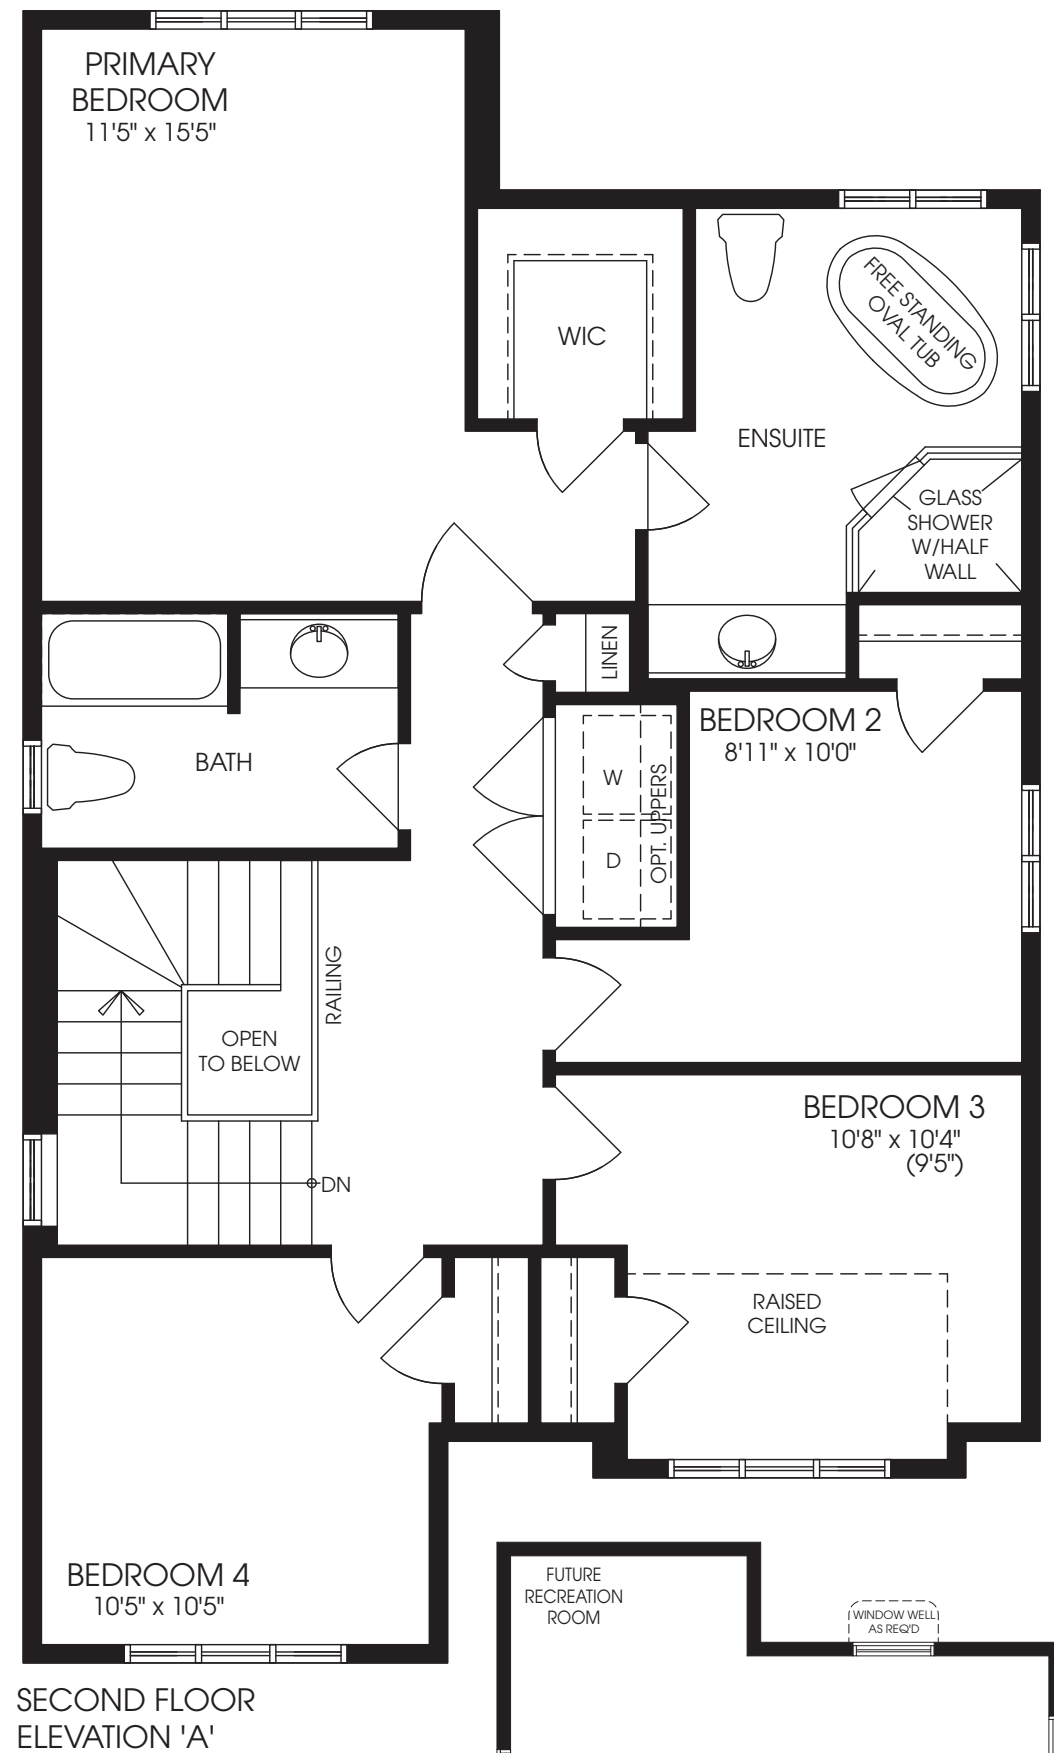 PRIMARY
BEDROOM
11'5" x 15'5"
WIC
FREE STANDING
OVAL TUB
ENSUITE
GLASS
SHOWER
W/HALF
WALL
LINEN
BATH
W
D
OPT. UPPERS
BEDROOM 2
8'11" x 10'0"
RAILING
OPEN
TO BELOW
DN
BEDROOM 3
10'8" x 10'4"
(9'5")
RAISED
CEILING
BEDROOM 4
10'5" x 10'5"
SECOND FLOOR
ELEVATION 'A'
FUTURE
RECREATION
ROOM
WINDOW WELL
AS REQ'D